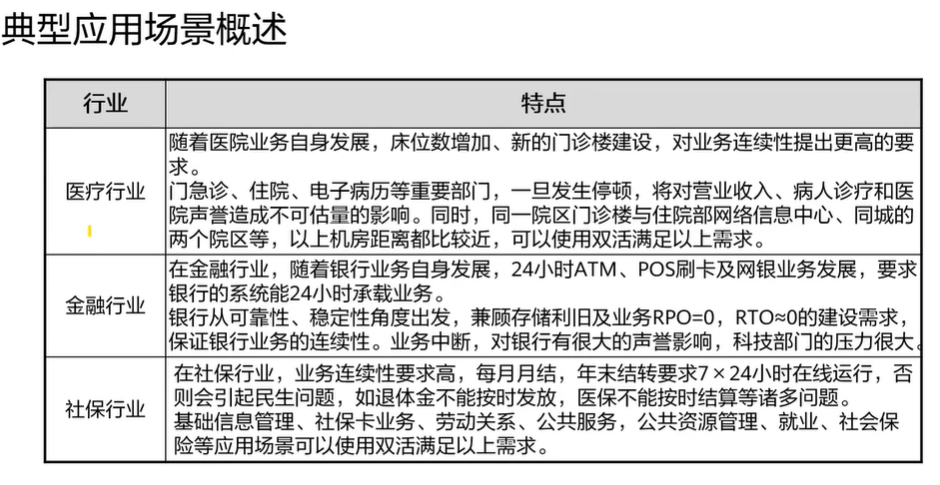 典型应用场景概述
行业
特点
医疗行业
随着医院业务自身发展，床位数增加、新的门诊楼建设，对业务连续性提出更高的要
求。
门急诊、住院、电子病历等重要部门，一旦发生停顿，将对营业收入、病人诊疗和医
院声誉造成不可估量的影响。同时，同一院区门诊楼与住院部网络信息中心、同城的
两个院区等，以上机房距离都比较近，可以使用双活满足以上需求。
金融行业
在金融行业，随着银行业务自身发展，24小时ATM、POS刷卡及网银业务发展，要求
银行的系统能24小时承载业务。
银行从可靠性、稳定性角度出发，兼顾存储利旧及业务RPO=0，RTO≈0的建设需求，
保证银行业务的连续性。业务中断，对银行有很大的声誉影响，科技部门的压力很大。
社保行业
在社保行业，业务连续性要求高，每月月结，年末结转要求7×24小时在线运行，否
则会引起民生问题，如退体金不能按时发放，医保不能按时结算等诸多问题。
基础信息管理、社保卡业务、劳动关系、公共服务，公共资源管理、就业、社会保
险等应用场景可以使用双活满足以上需求。